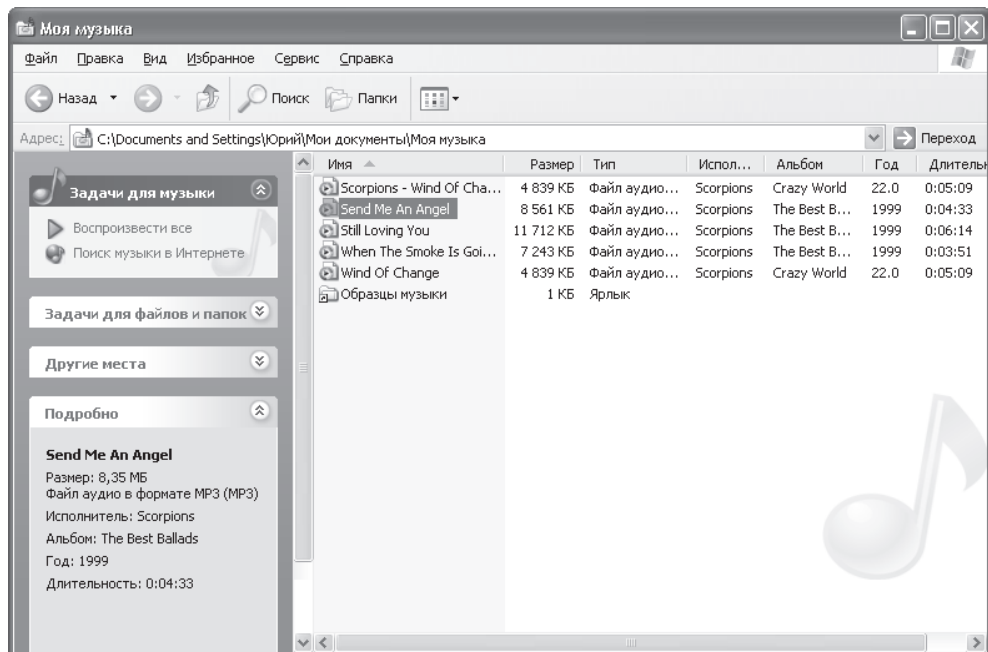 Моя музыка
Файл Правка Вид Избранное Сервис Справка
Назад Поиск Папки
Адрес: C:\Documents and Settings\Юрий\Мои документы\Моя музыка Переход
Задачи для музыки
Воспроизвести все
Поиск музыки в Интернете
Задачи для файлов и папок
Другие места
Подробно
Send Me An Angel
Размер: 8,35 МБ
Файл аудио в формате MP3 (MP3)
Исполнитель: Scorpions
Альбом: The Best Ballads
Год: 1999
Длительность: 0:04:33
Имя Размер Тип Испол... Альбом Год Длительн
Scorpions - Wind Of Cha... 4 839 КБ Файл аудио... Scorpions Crazy World 22.0 0:05:09
Send Me An Angel 8 561 КБ Файл аудио... Scorpions The Best B... 1999 0:04:33
Still Loving You 11 712 КБ Файл аудио... Scorpions The Best B... 1999 0:06:14
When The Smoke Is Goi... 7 243 КБ Файл аудио... Scorpions The Best B... 1999 0:03:51
Wind Of Change 4 839 КБ Файл аудио... Scorpions Crazy World 22.0 0:05:09
Образцы музыки 1 КБ Ярлык